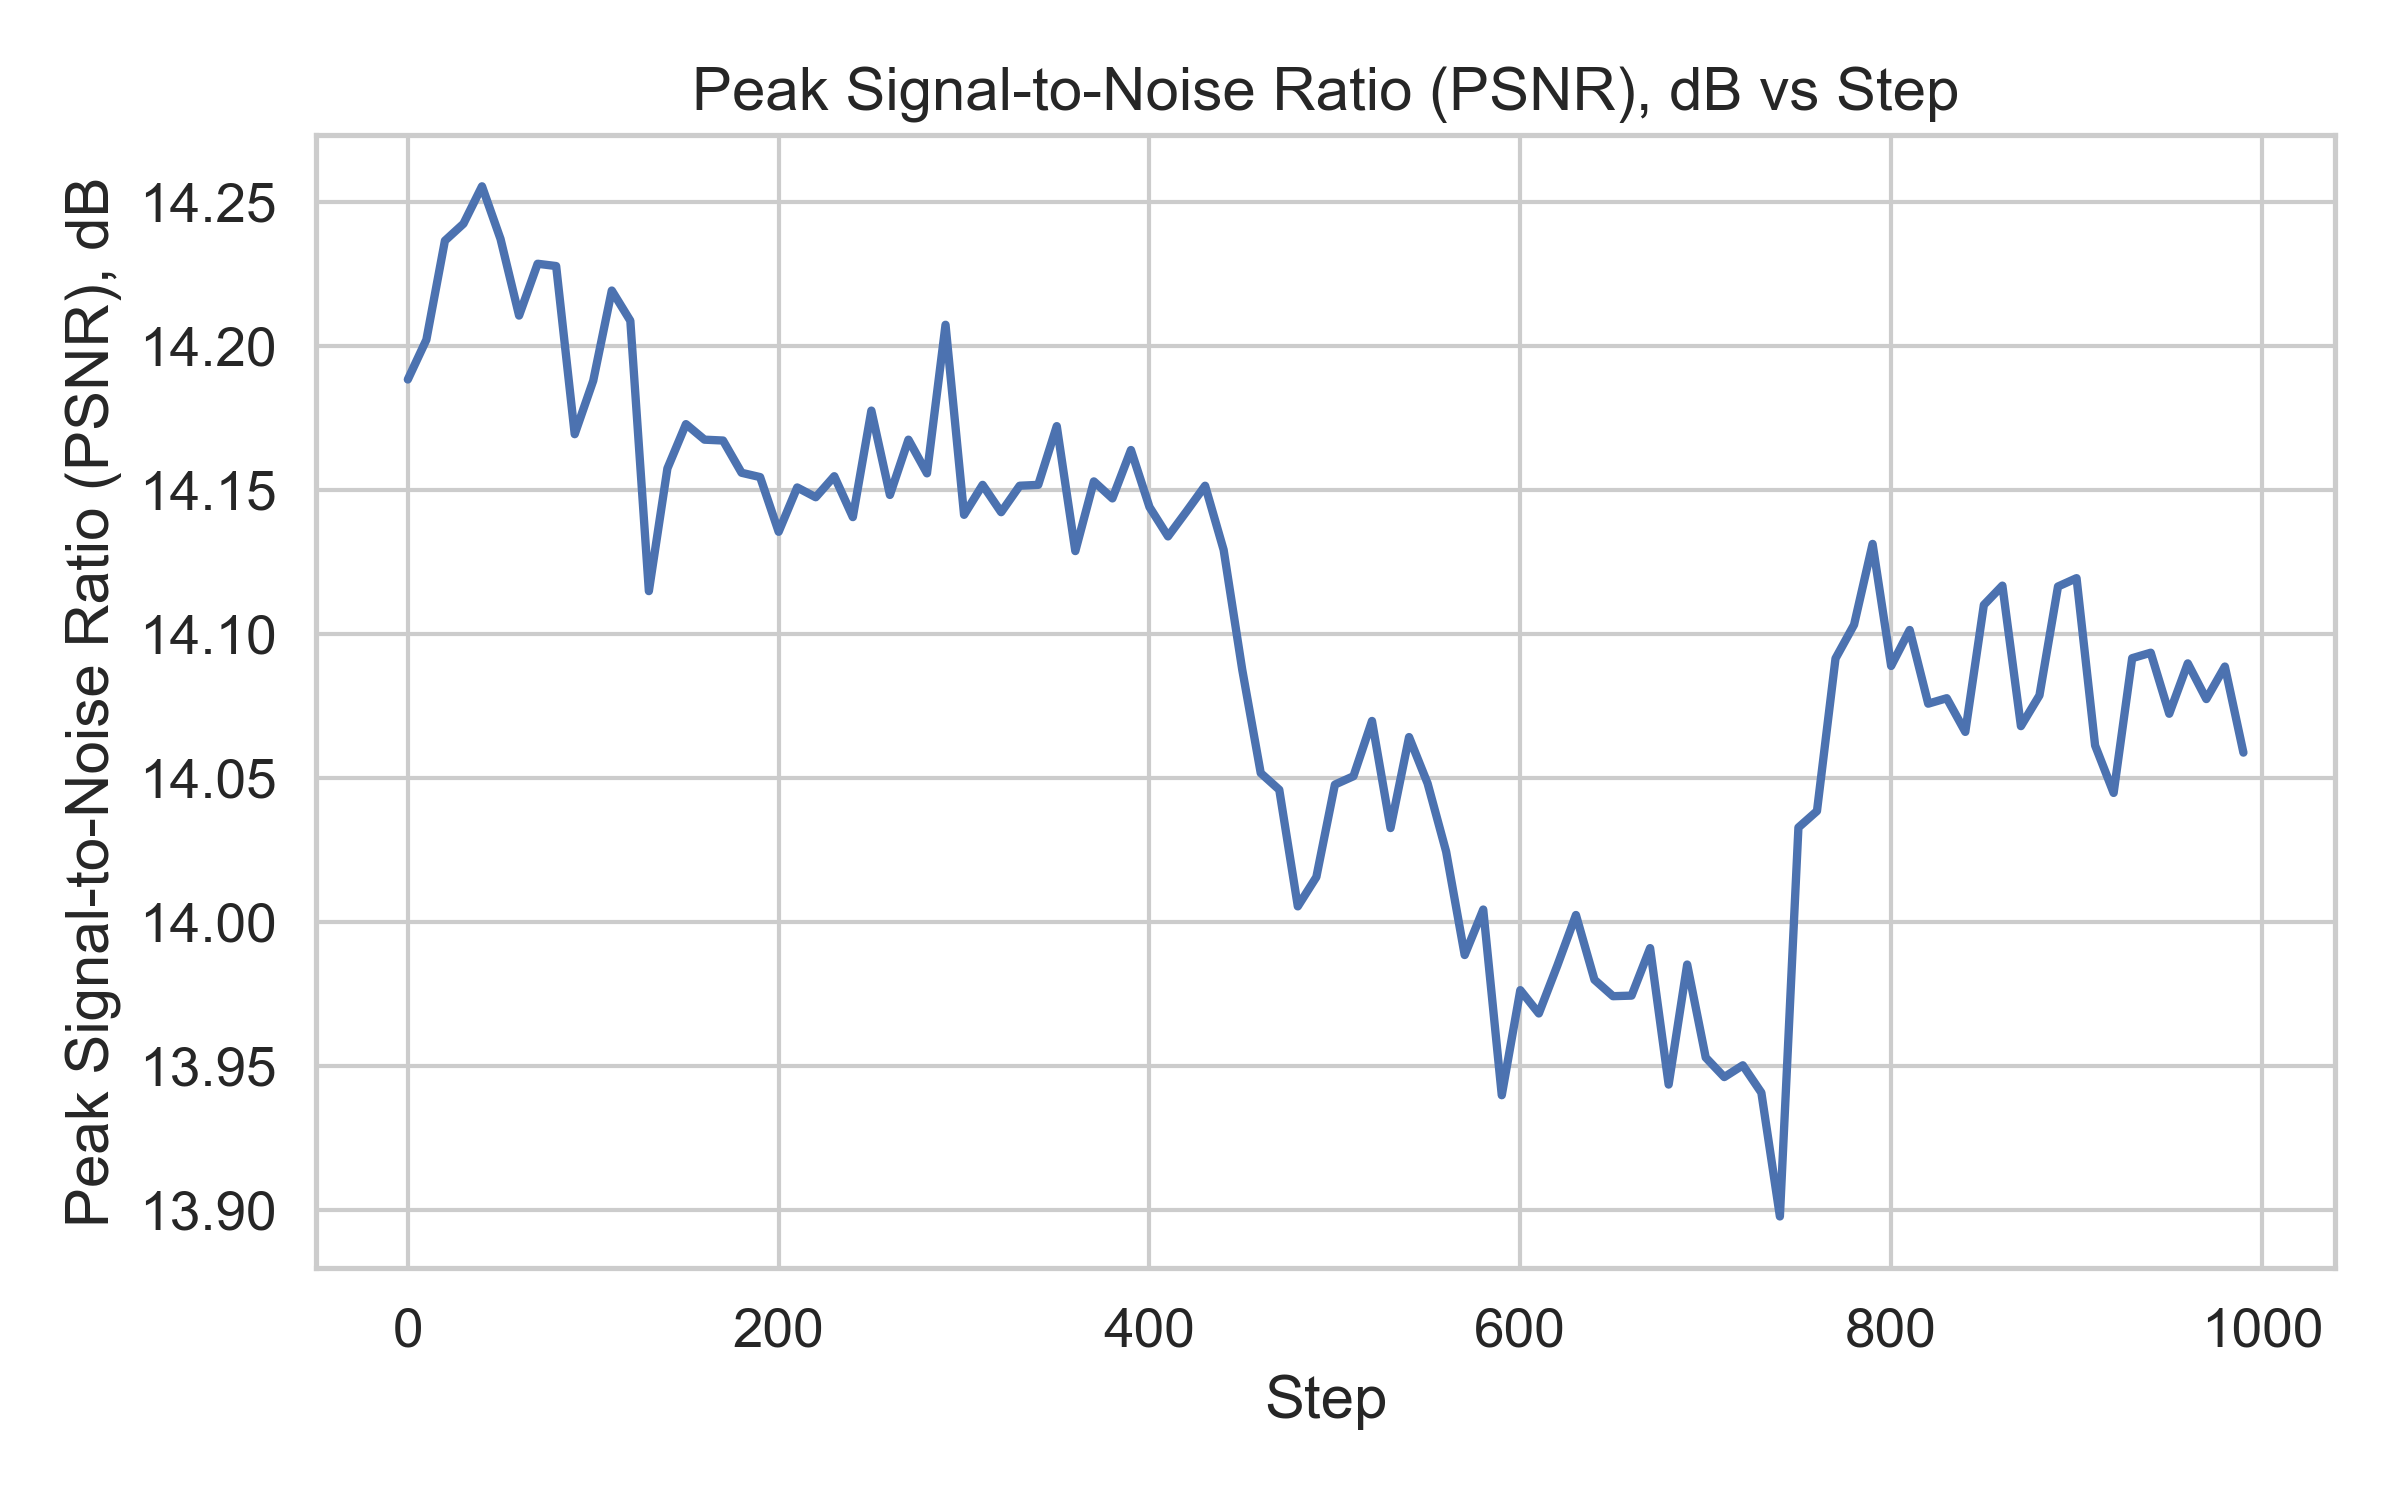 Peak Signal-to-Noise Ratio (PSNR), dB vs Step
Peak Signal-to-Noise Ratio (PSNR), dB
14.25
14.20
14.15
14.10
14.05
14.00
13.95
13.90
0 200 400 600 800 1000
Step